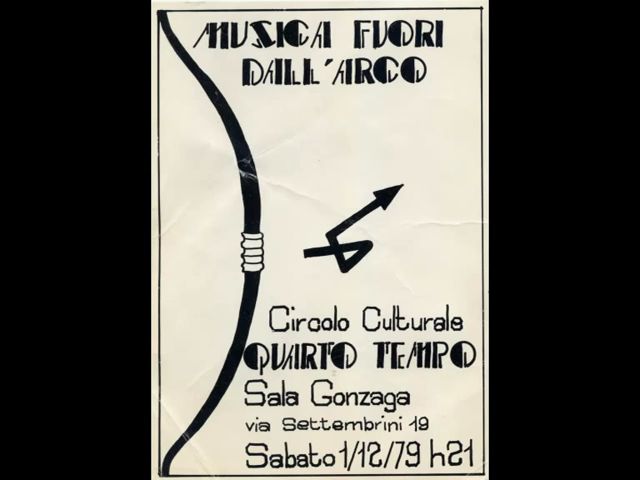 MUSICA FUORI
DALL'ARCO
Circolo Culturale
QUARTO TEMPO
Sala Gonzaga
via Settembrini 19
Sabato 1/12/79 h21